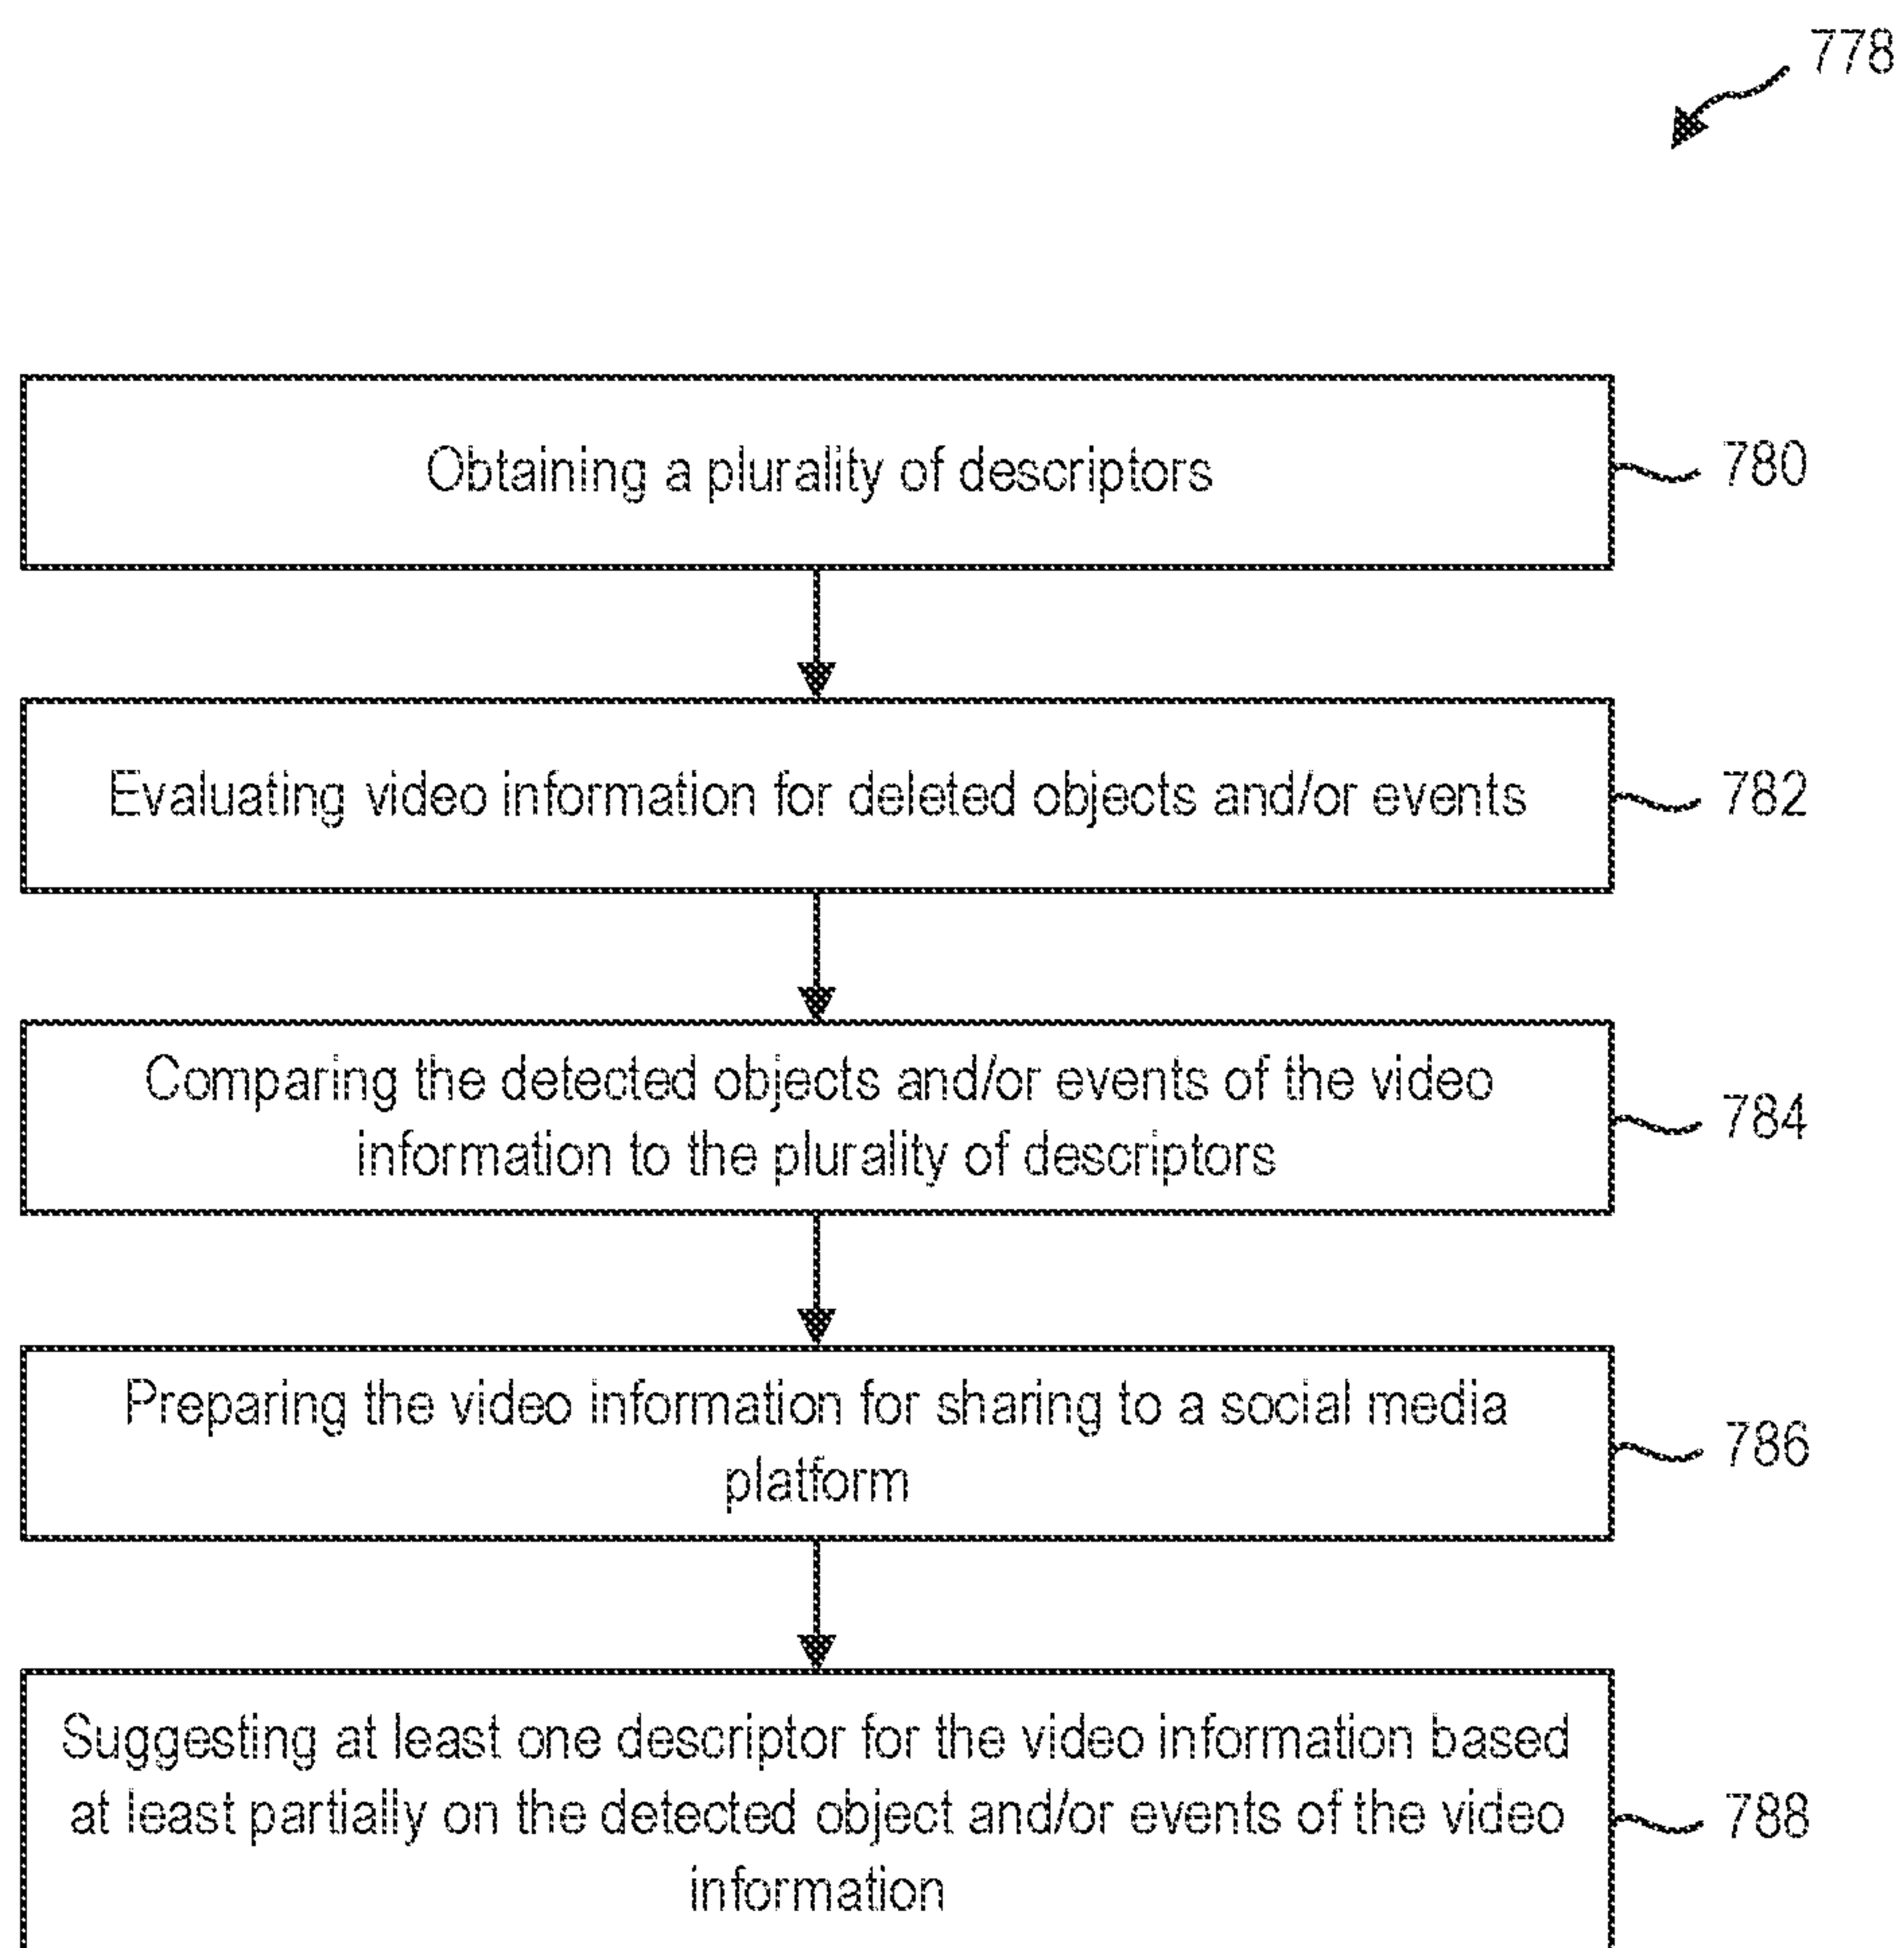 778
Obtaining a plurality of descriptors
780
Evaluating video information for deleted objects and/or events
782
Comparing the detected objects and/or events of the video
information to the plurality of descriptors
784
Preparing the video information for sharing to a social media
platform
786
Suggesting at least one descriptor for the video information based
at least partially on the detected object and/or events of the video
information
788